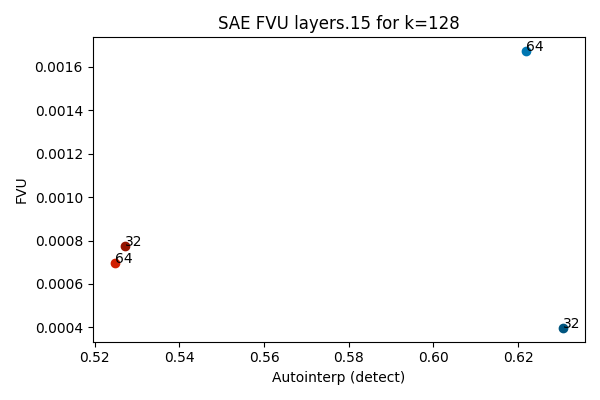 SAE FVU layers.15 for k=128
0.0016
0.0014
0.0012
0.0010
0.0008
0.0006
0.0004
FVU
64
32
64
32
0.52 0.54 0.56 0.58 0.60 0.62
Autointerp (detect)